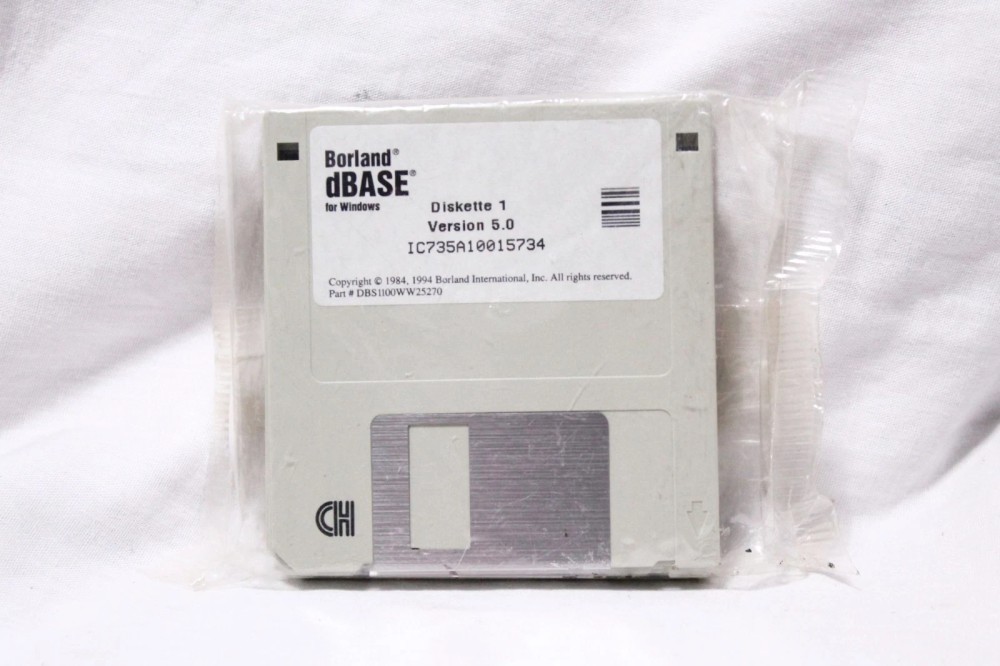 Borland®
dBASE®
for Windows
Diskette 1
Version 5.0
IC735A10015734
Copyright © 1984, 1994 Borland International, Inc. All rights reserved.
Part # DBS1100WW25270
CH